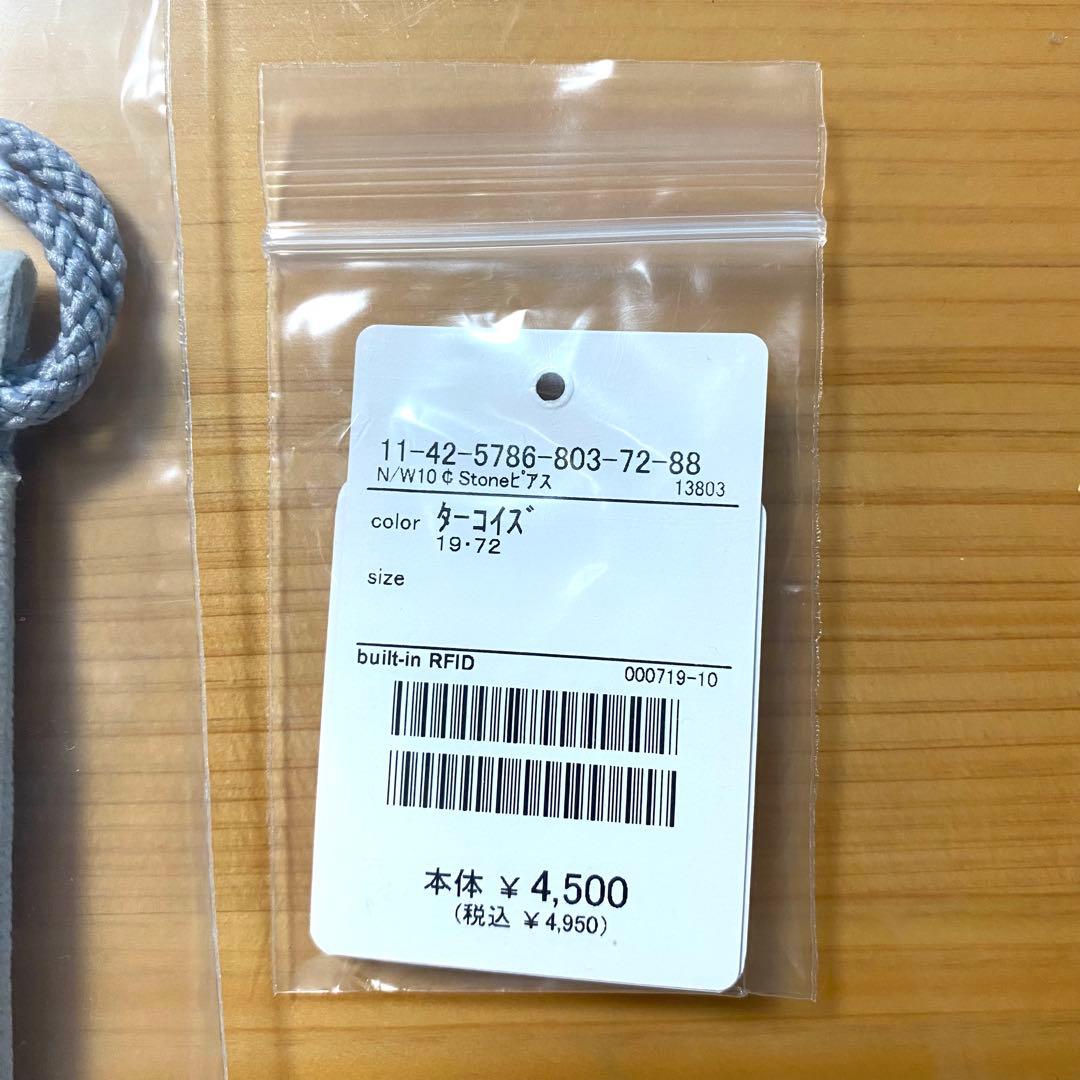 11-42-5786-803-72-88
N/W10¢Stoneﾋﾟｱｽ 13803
color ﾀｰｺｲｽﾞ
19・72
size
built-in RFID 000719-10
本体 ￥4,500
(税込 ￥4,950)